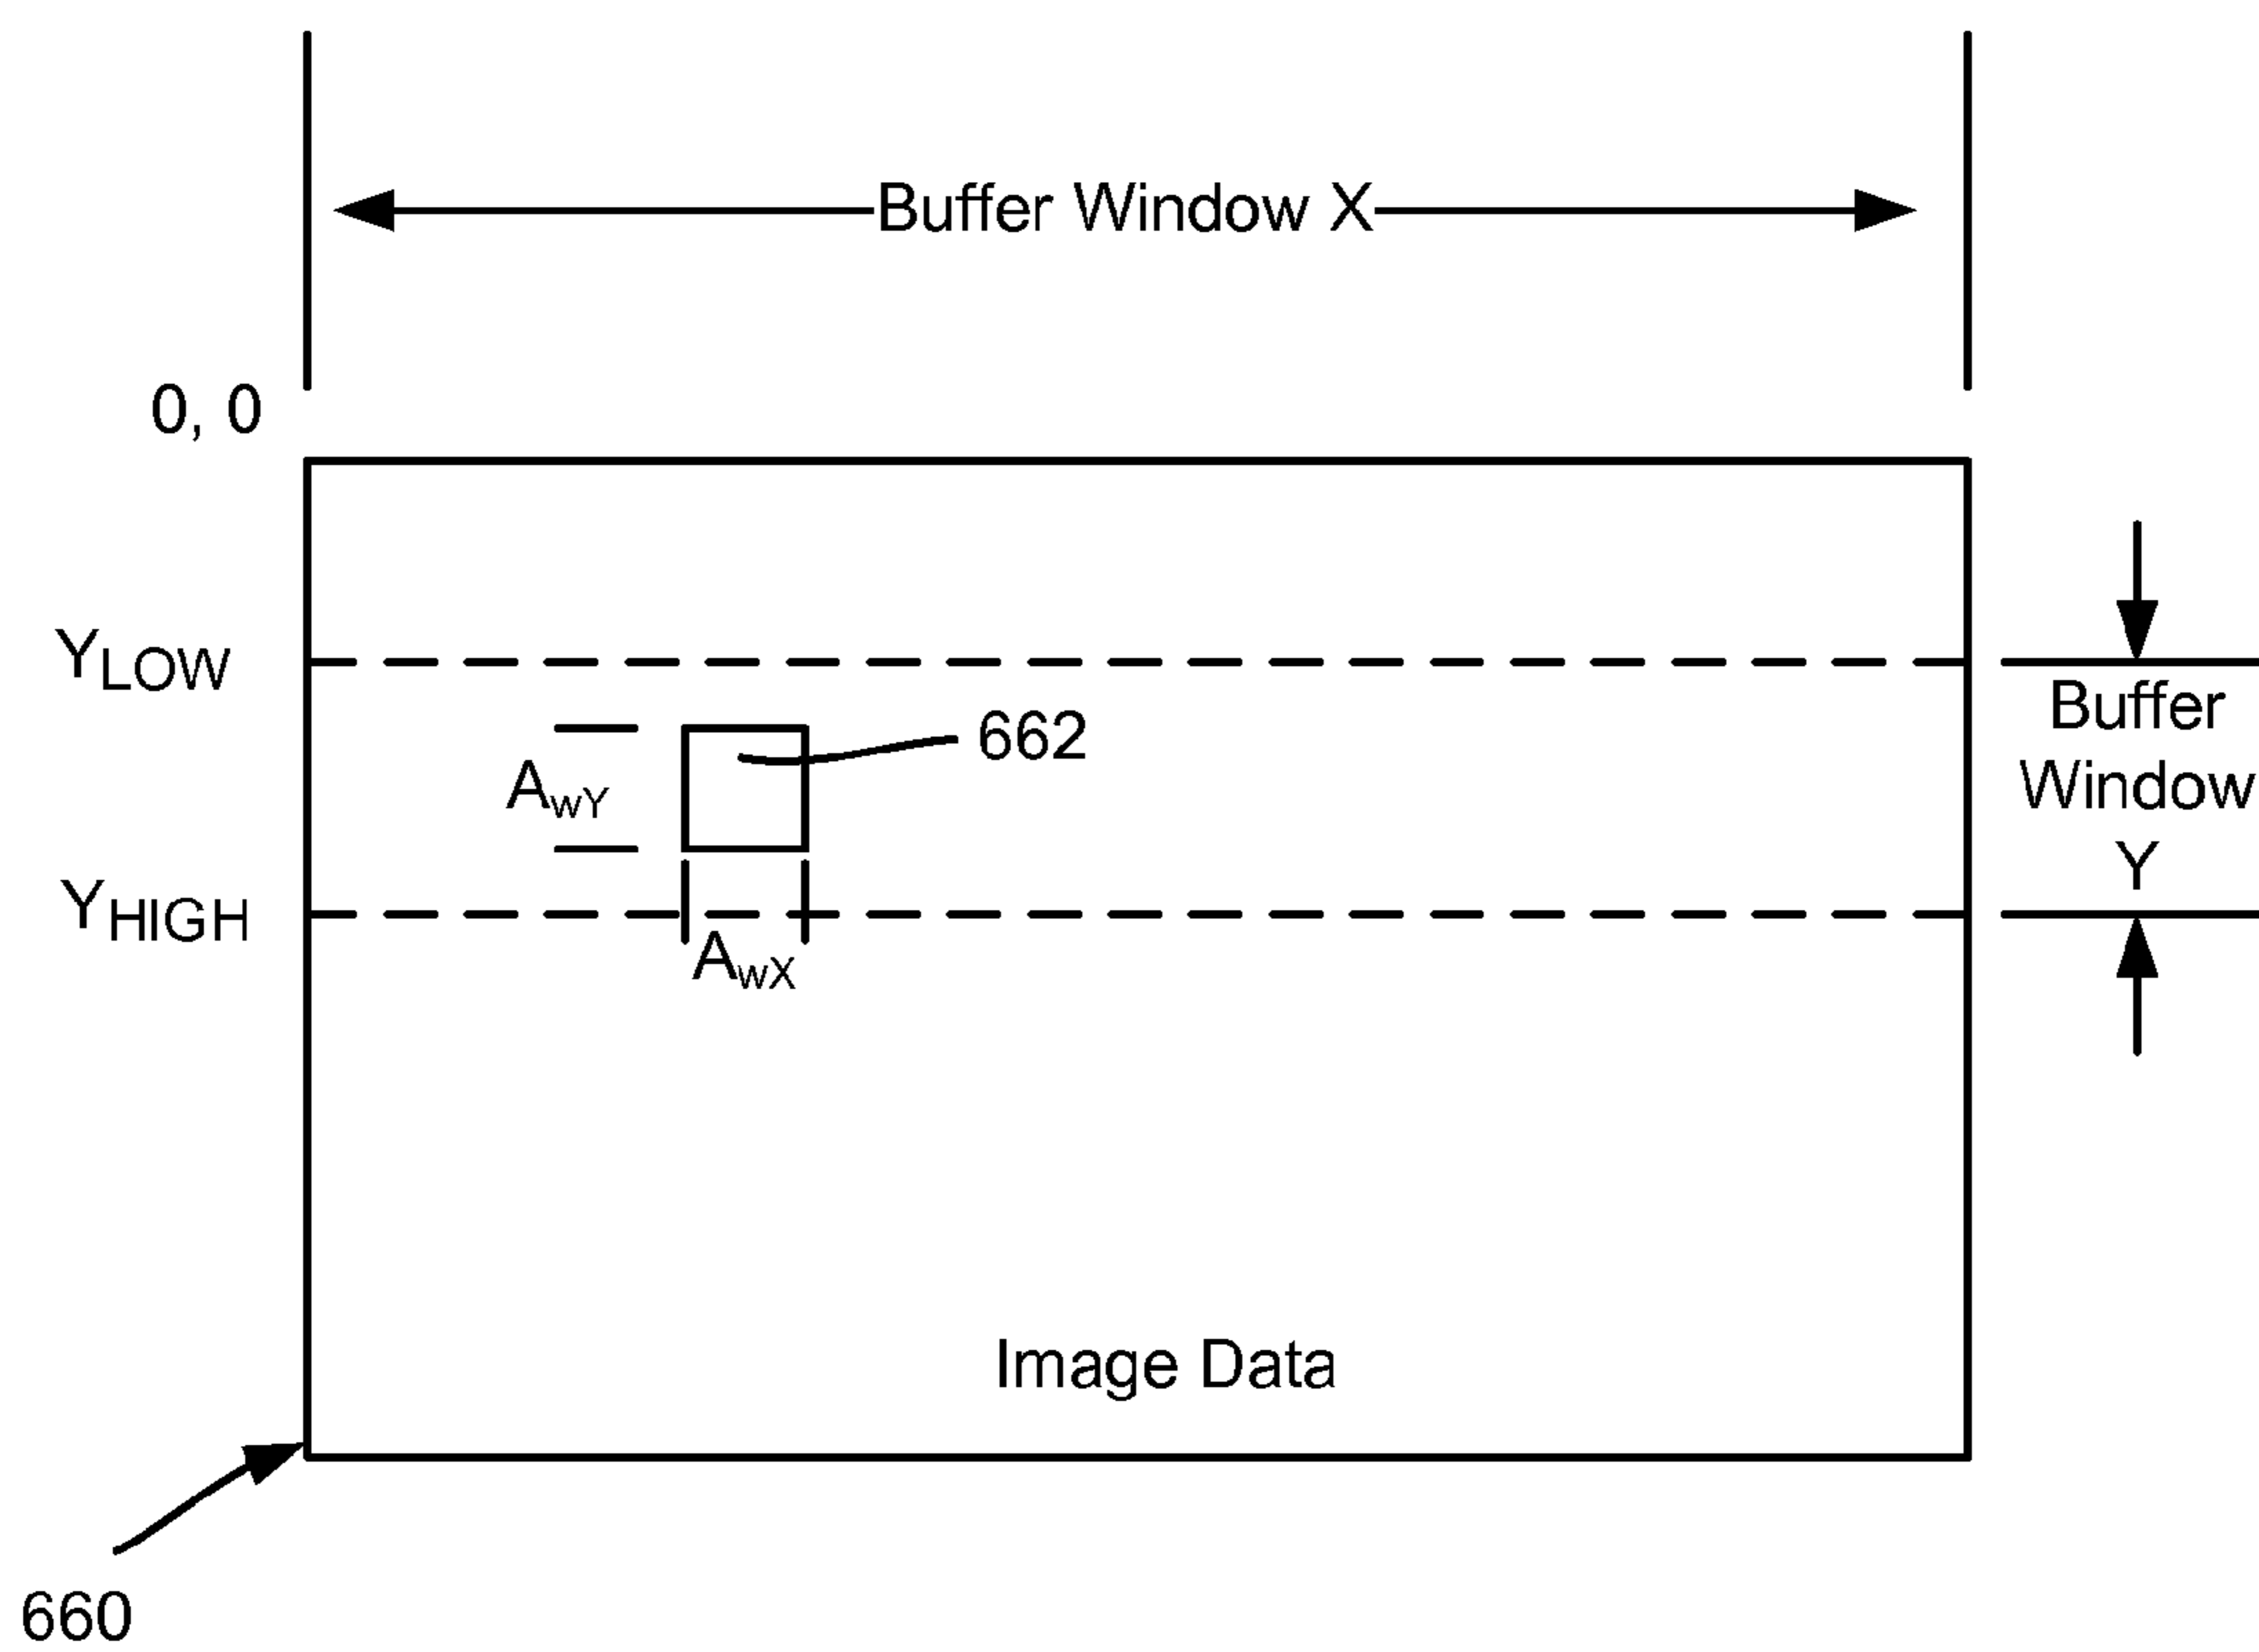 Buffer Window X
0, 0
YLOW
Buffer
Window
Y
662
AwY
YHIGH
AwX
Image Data
660